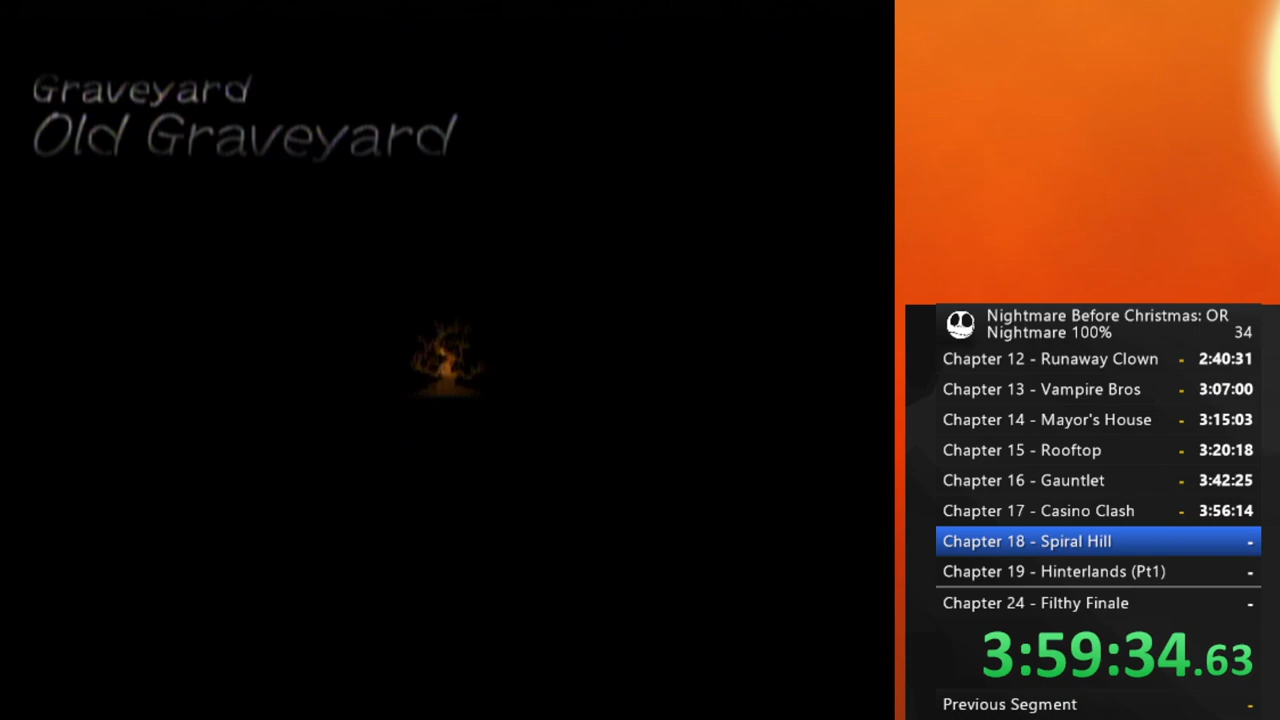 Graveyard
Old Graveyard
Nightmare Before Christmas: OR
Nightmare 100% 34
Chapter 12 - Runaway Clown - 2:40:31
Chapter 13 - Vampire Bros - 3:07:00
Chapter 14 - Mayor's House - 3:15:03
Chapter 15 - Rooftop - 3:20:18
Chapter 16 - Gauntlet - 3:42:25
Chapter 17 - Casino Clash - 3:56:14
Chapter 18 - Spiral Hill -
Chapter 19 - Hinterlands (Pt1) -
Chapter 24 - Filthy Finale -
3:59:34.63
Previous Segment -